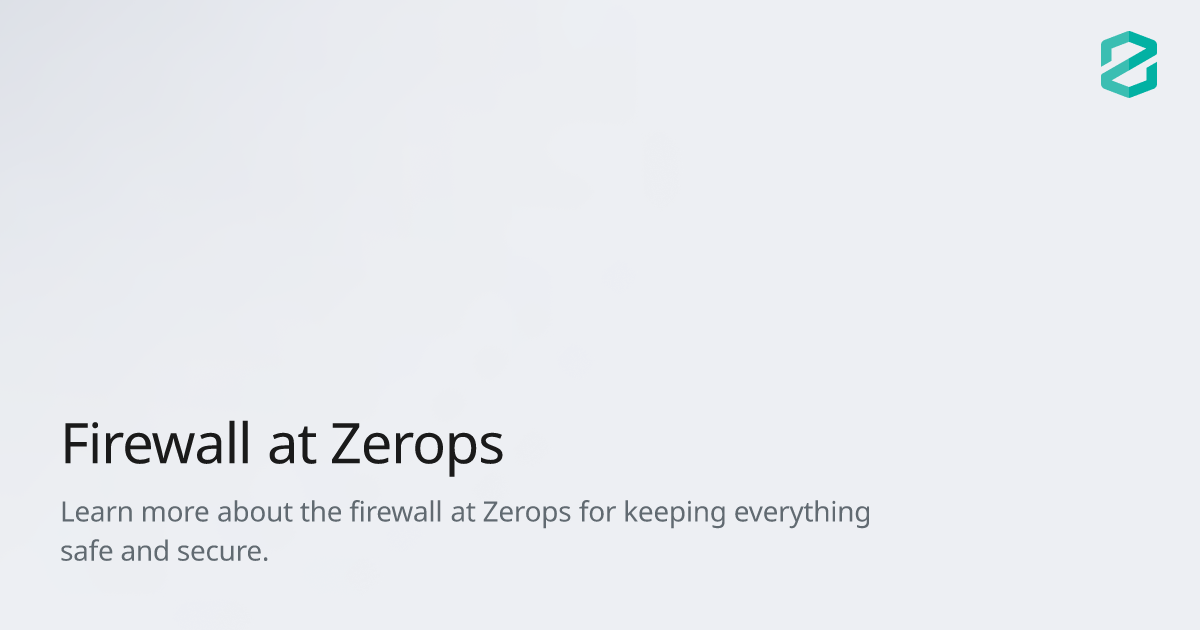 Firewall at Zerops
Learn more about the firewall at Zerops for keeping everything
safe and secure.